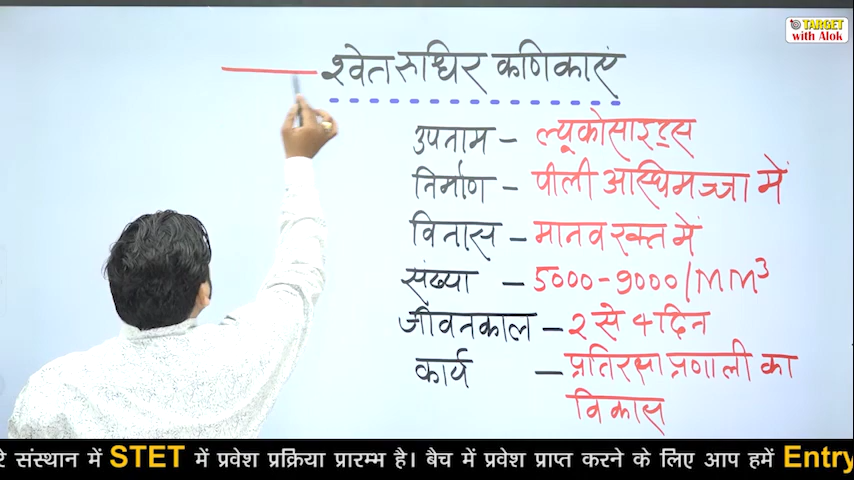 TARGET
with Alok
श्वेत रुधिर कणिकाएं
उपनाम - ल्यूकोसाइट्स
निर्माण - पीली अस्थिमज्जा में
विनास - मानव रक्त में
संख्या - 5000-9000/MM³
जीवनकाल - 2 से 4 दिन
कार्य - प्रतिरक्षा प्रणाली का
विकास
रे संस्थान में STET में प्रवेश प्रक्रिया प्रारम्भ है। बैच में प्रवेश प्राप्त करने के लिए आप हमें Entry